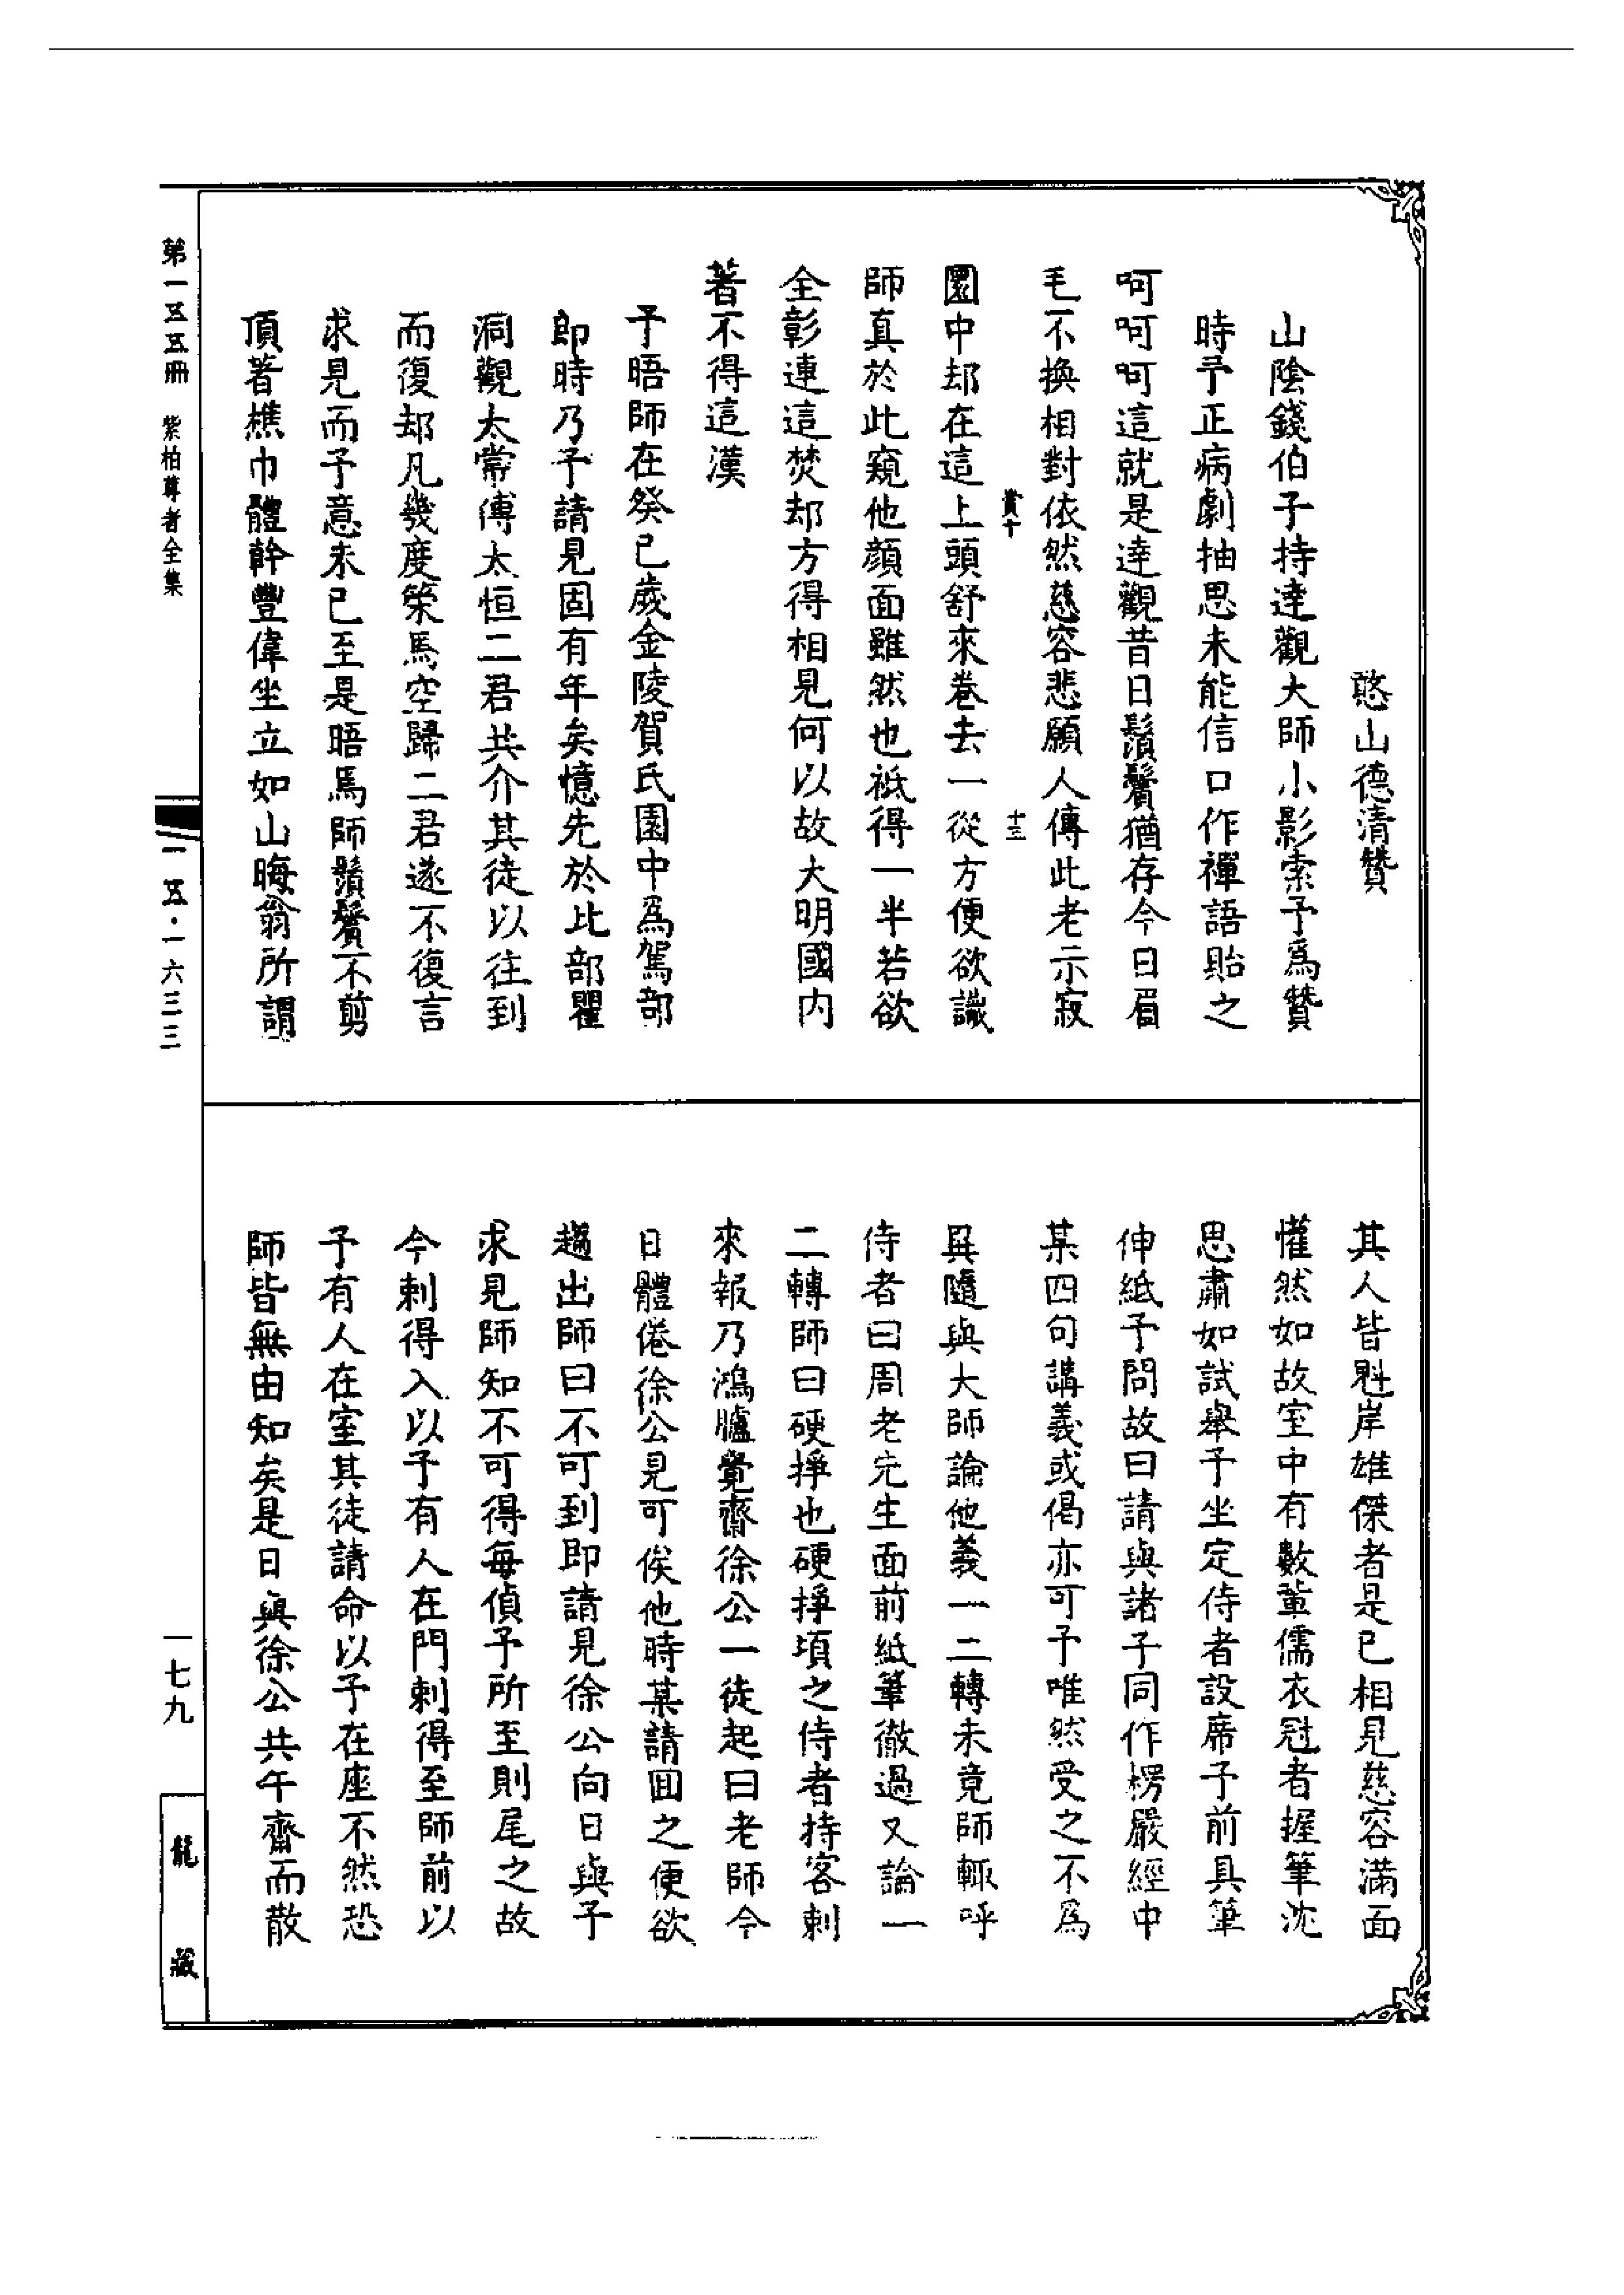 憨山德清贊
山陰錢伯子持達觀大師小影索予爲贊
時予正病劇抽思未能信口作禪語貽之
呵呵呵這就是達觀昔日鬚鬢猶存今日眉
毛不換相對依然慈容悲願人傳此老示寂
賞十
十三
圜中却在這上頭舒來卷去一從方便欲識
師真於此窺他顔面雖然也祇得一半若欲
全彰連這焚却方得相見何以故大明國內
著不得這漢
予晤師在癸巳歲金陵賀氏園中爲駕部
郎時乃予請見固有年矣憶先於比部瞿
洞觀太常傅太恒二君共介其徒以往到
而復却凡幾度策馬空歸二君遂不復言
求見而予意未已至是晤焉師鬚鬢不剪
頂著樵巾體幹豐偉坐立如山晦翁所謂
其人皆魁岸雄傑者是已相見慈容滿面
懽然如故室中有數輩儒衣冠者握筆沈
思肅如試舉予坐定侍者設席予前具筆
伸紙予問故曰請與諸子同作楞嚴經中
某四句講義或偈亦可予唯然受之不爲
異隨與大師論他義一二轉未竟師輒呼
侍者曰周老先生面前紙筆徹過又論一
二轉師曰硬掙也硬掙項之侍者持客刺
來報乃鴻臚覺齋徐公一徒起曰老師今
日體倦徐公見可俟他時某請回之便欲
趨出師曰不可到即請見徐公向日與予
求見師知不可得每偵予所至則尾之故
今刺得入以予有人在門刺得至師前以
予有人在室其徒請命以予在座不然恐
師皆無由知矣是日與徐公共午齋而散
第一五五冊 紫柏尊者全集
一五·一六三三
一七九
龍藏